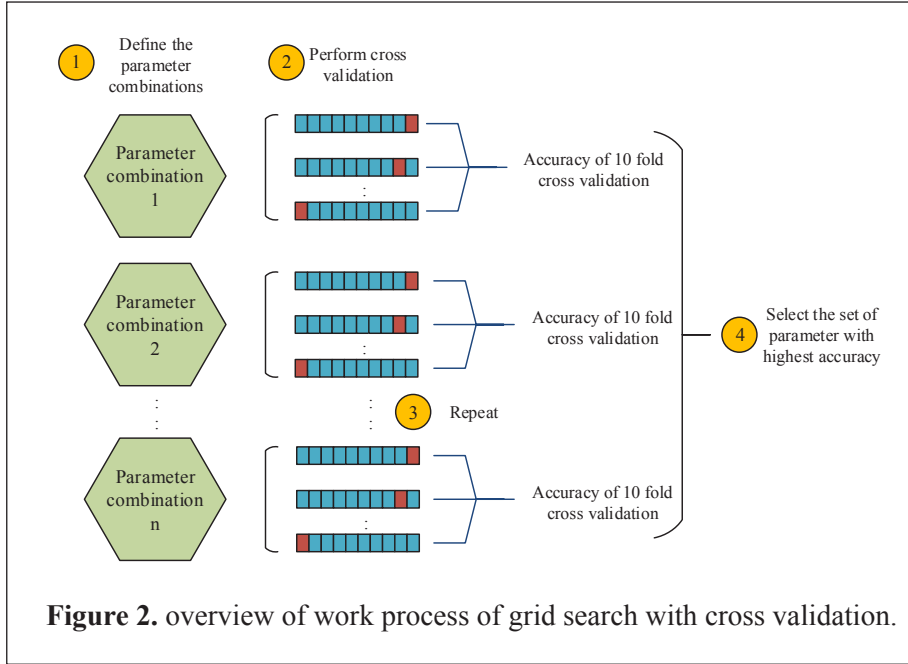 1
Define the
parameter
combinations
2
Perform cross
validation
Parameter
combination
1
:
Accuracy of 10 fold
cross validation
Parameter
combination
2
:
Accuracy of 10 fold
cross validation
4
Select the set of
parameter with
highest accuracy
3
Repeat
Parameter
combination
n
:
Accuracy of 10 fold
cross validation
Figure 2. overview of work process of grid search with cross validation.